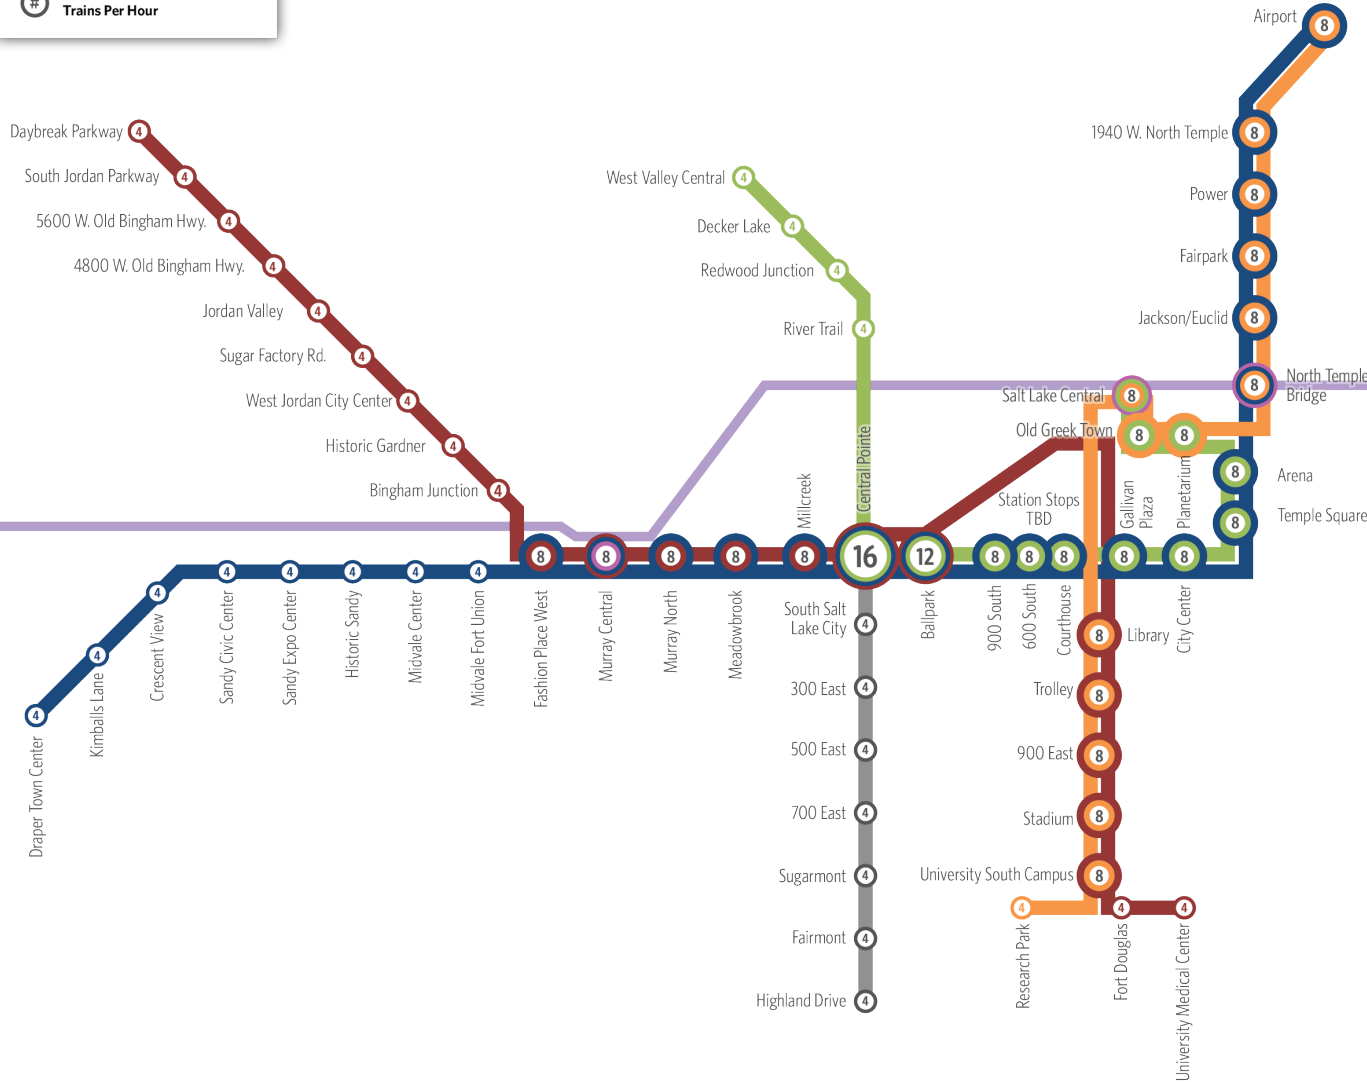 #
Trains Per Hour
Airport
8
1940 W. North Temple
8
Power
8
Fairpark
8
Jackson/Euclid
8
North Temple
Bridge
8
Daybreak Parkway
4
South Jordan Parkway
4
5600 W. Old Bingham Hwy.
4
4800 W. Old Bingham Hwy.
4
Jordan Valley
4
Sugar Factory Rd.
4
West Jordan City Center
4
Historic Gardner
4
Bingham Junction
4
West Valley Central
4
Decker Lake
4
Redwood Junction
4
River Trail
4
Central Pointe
16
Salt Lake Central
8
Old Greek Town
8
Planetarium
8
Arena
8
Temple Square
8
Station Stops
TBD
Gallivan
Plaza
8
City Center
8
Millcreek
8
Draper Town Center
4
Kimballs Lane
4
Crescent View
4
Sandy Civic Center
4
Sandy Expo Center
4
Historic Sandy
4
Midvale Center
4
Midvale Fort Union
4
Fashion Place West
8
Murray Central
8
Murray North
8
Meadowbrook
8
Ballpark
12
900 South
8
600 South
8
Courthouse
8
South Salt
Lake City
4
300 East
4
500 East
4
700 East
4
Sugarmont
4
Fairmont
4
Highland Drive
4
Library
8
Trolley
8
900 East
8
Stadium
8
University South Campus
8
Research Park
4
Fort Douglas
4
University Medical Center
4